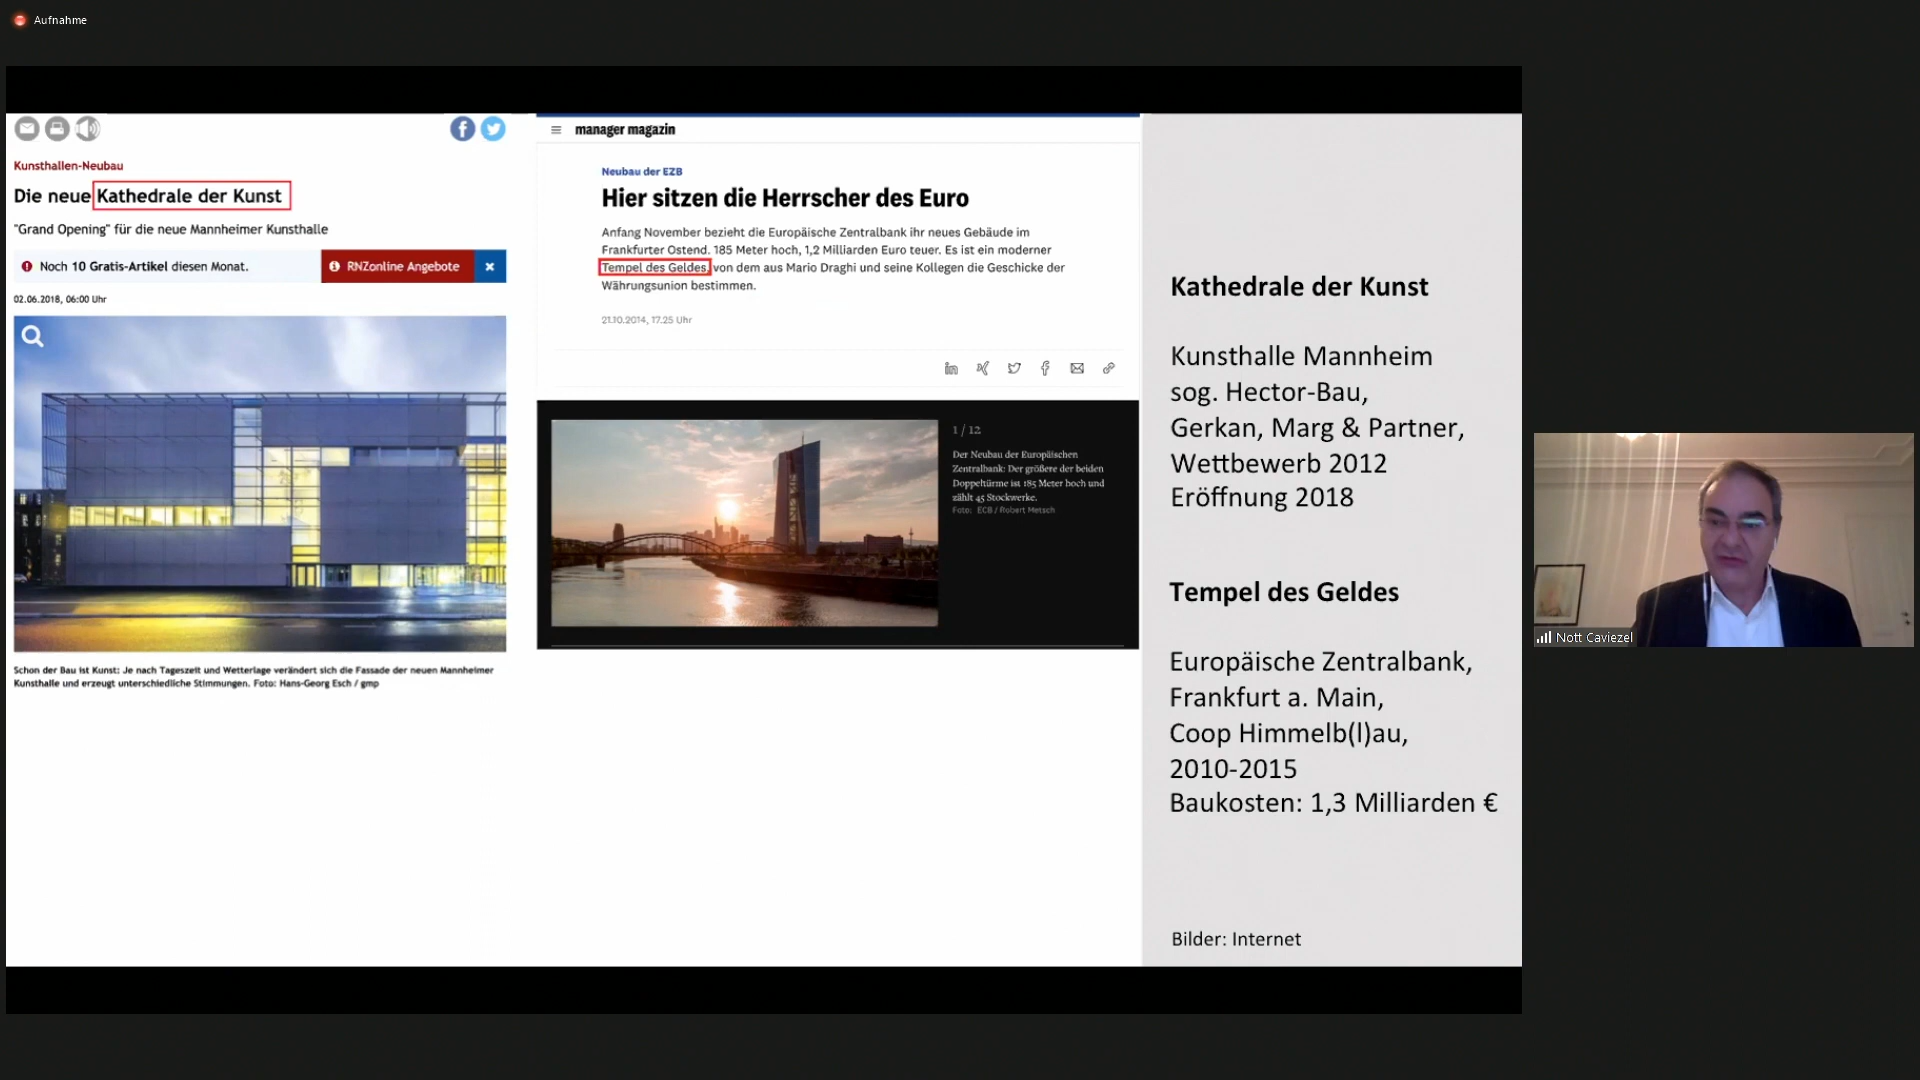 Aufnahme
Kunsthallen-Neubau
Die neue Kathedrale der Kunst
"Grand Opening" für die neue Mannheimer Kunsthalle
Noch 10 Gratis-Artikel diesen Monat.
RNZonline Angebote
02.06.2018, 06:00 Uhr
Schon der Bau ist Kunst: Je nach Tageszeit und Wetterlage verändert sich die Fassade der neuen Mannheimer
Kunsthalle und erzeugt unterschiedliche Stimmungen. Foto: Hans-Georg Esch / gmp
manager magazin
Neubau der EZB
Hier sitzen die Herrscher des Euro
Anfang November bezieht die Europäische Zentralbank ihr neues Gebäude im
Frankfurter Ostend. 185 Meter hoch, 1,2 Milliarden Euro teuer. Es ist ein moderner
Tempel des Geldes, von dem aus Mario Draghi und seine Kollegen die Geschicke der
Währungsunion bestimmen.
21.10.2014, 17.25 Uhr
1 / 12
Der Neubau der Europäischen
Zentralbank: Der größere der beiden
Doppeltürme ist 185 Meter hoch und
zählt 45 Stockwerke.
Foto: ECB / Robert Metsch
Kathedrale der Kunst
Kunsthalle Mannheim
sog. Hector-Bau,
Gerkan, Marg & Partner,
Wettbewerb 2012
Eröffnung 2018
Tempel des Geldes
Europäische Zentralbank,
Frankfurt a. Main,
Coop Himmelb(l)au,
2010-2015
Baukosten: 1,3 Milliarden €
Bilder: Internet
Nott Caviezel